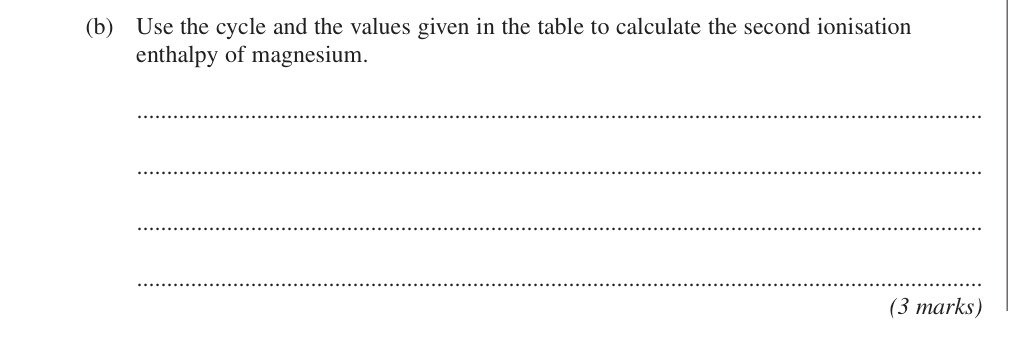 (b) Use the cycle and the values given in the table to calculate the second ionisation
enthalpy of magnesium.
(3 marks)